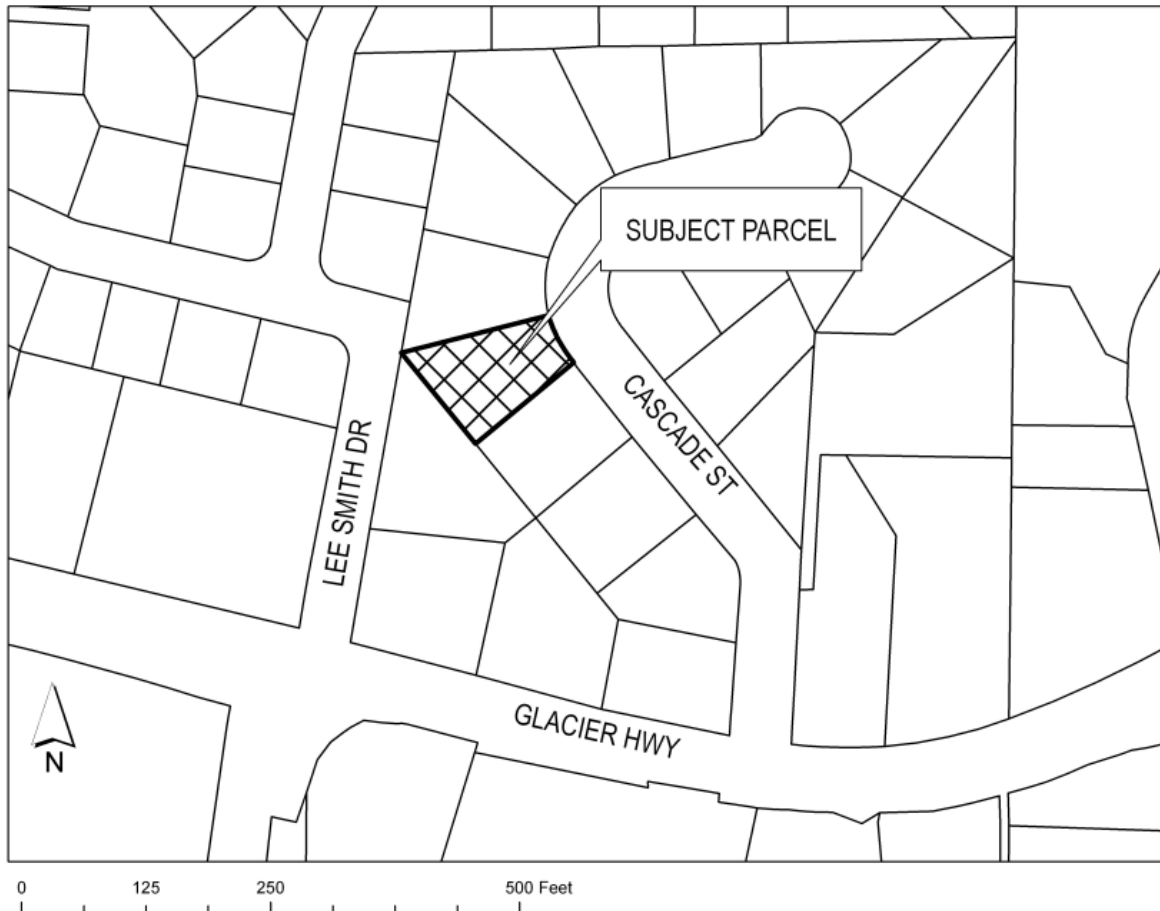 SUBJECT PARCEL
CASCADE ST
LEE SMITH DR
GLACIER HWY
N
0 125 250 500 Feet